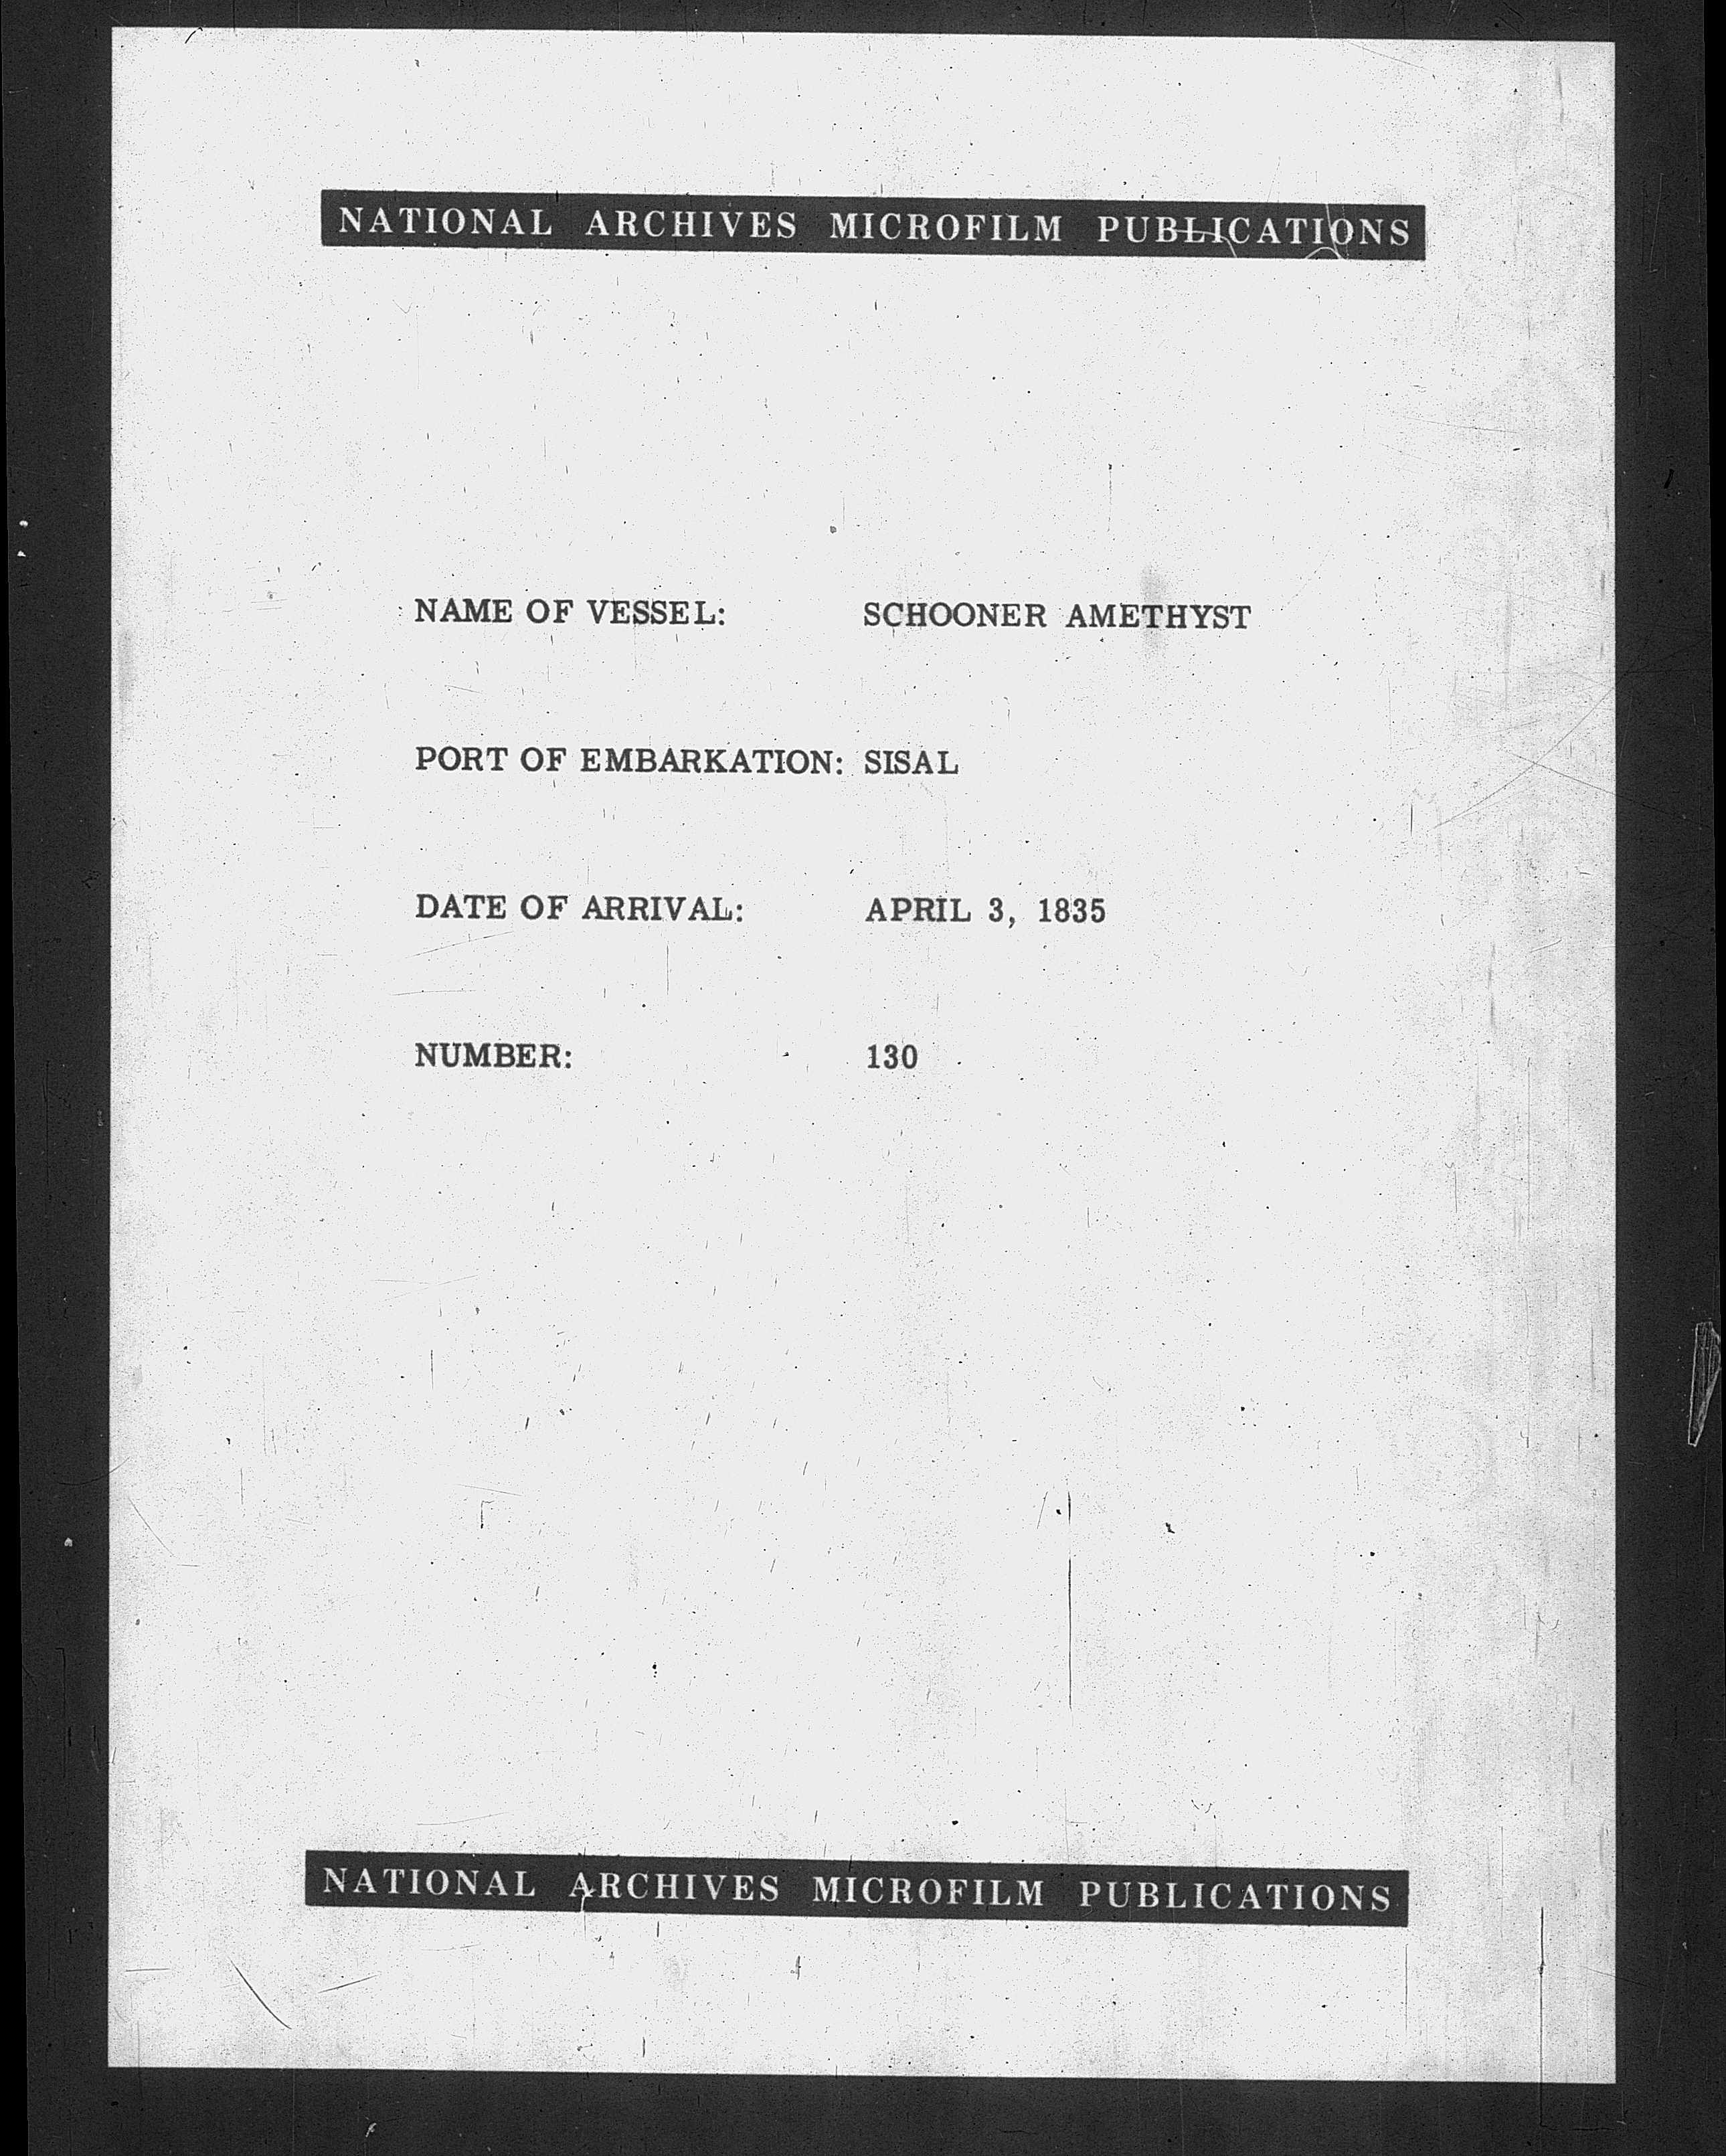 NATIONAL ARCHIVES MICROFILM PUBLICATIONS
NAME OF VESSEL: SCHOONER AMETHYST
PORT OF EMBARKATION: SISAL
DATE OF ARRIVAL: APRIL 3, 1835
NUMBER: 130
NATIONAL ARCHIVES MICROFILM PUBLICATIONS